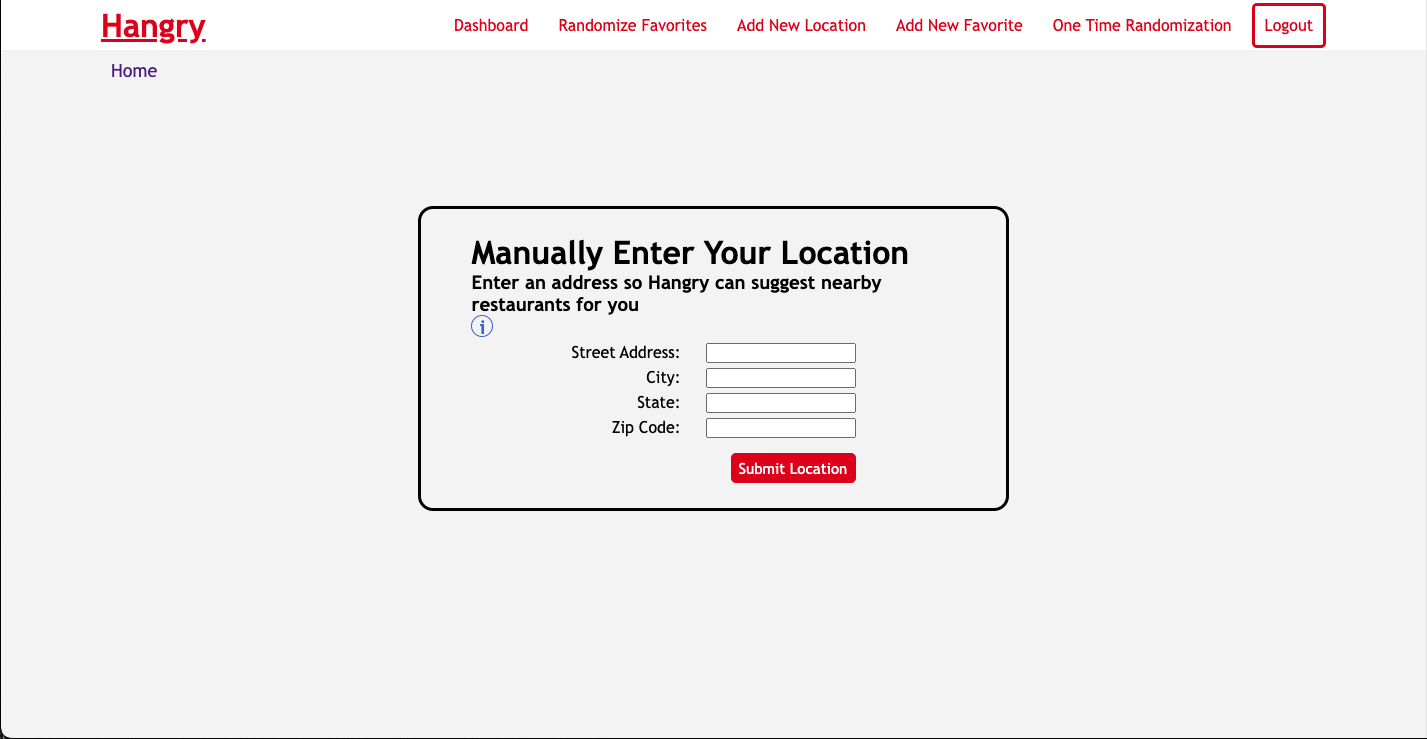 Hangry
Dashboard
Randomize Favorites
Add New Location
Add New Favorite
One Time Randomization
Logout
Home
Manually Enter Your Location
Enter an address so Hangry can suggest nearby
restaurants for you
i
Street Address:
City:
State:
Zip Code:
Submit Location